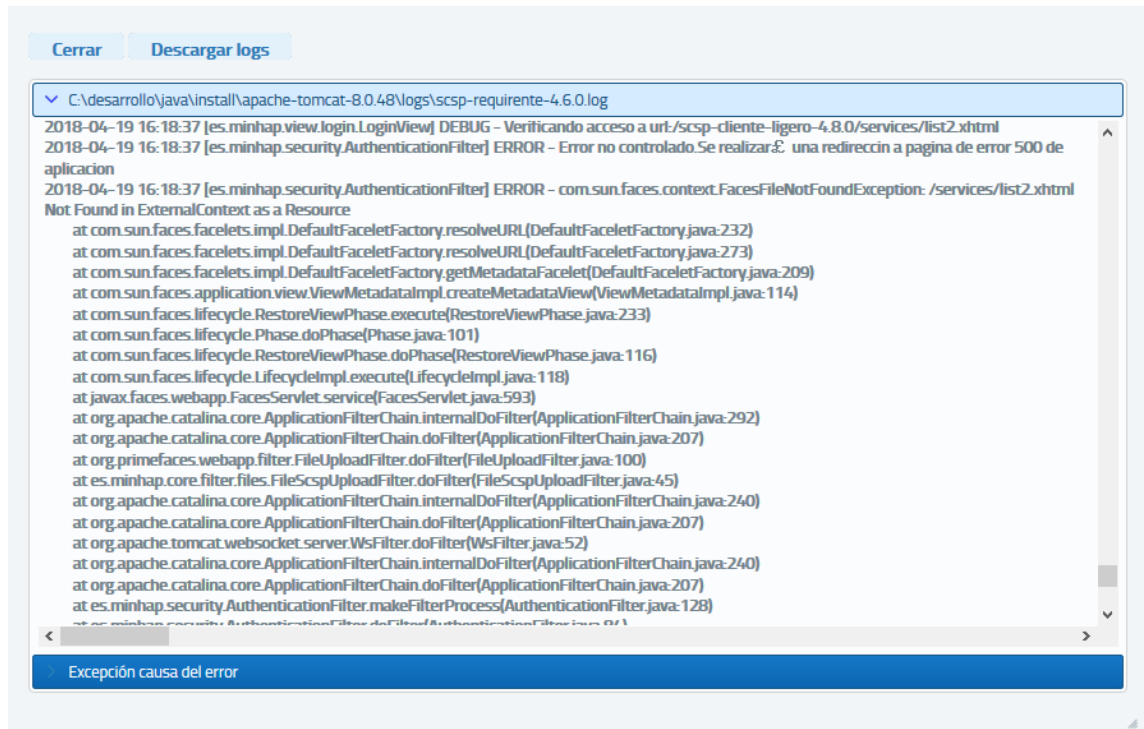 Cerrar Descargar logs
C:\desarrollo\java\install\apache-tomcat-8.0.48\logs\scsp-requirente-4.6.0.log
2018-04-19 16:18:37 [es.minhap.view.login.LoginView] DEBUG - Verificando acceso a url:/scsp-cliente-ligero-4.8.0/services/list2.xhtml
2018-04-19 16:18:37 [es.minhap.security.AuthenticationFilter] ERROR - Error no controlado.Se realizar£ una redireccin a pagina de error 500 de
aplicacion
2018-04-19 16:18:37 [es.minhap.security.AuthenticationFilter] ERROR - com.sun.faces.context.FacesFileNotFoundException: /services/list2.xhtml
Not Found in ExternalContext as a Resource
at com.sun.faces.facelets.impl.DefaultFaceletFactory.resolveURL(DefaultFaceletFactory.java:232)
at com.sun.faces.facelets.impl.DefaultFaceletFactory.resolveURL(DefaultFaceletFactory.java:273)
at com.sun.faces.facelets.impl.DefaultFaceletFactory.getMetadataFacelet(DefaultFaceletFactory.java:209)
at com.sun.faces.application.view.ViewMetadataImpl.createMetadataView(ViewMetadataImpl.java:114)
at com.sun.faces.lifecycle.RestoreViewPhase.execute(RestoreViewPhase.java:233)
at com.sun.faces.lifecycle.Phase.doPhase(Phase.java:101)
at com.sun.faces.lifecycle.RestoreViewPhase.doPhase(RestoreViewPhase.java:116)
at com.sun.faces.lifecycle.LifecycleImpl.execute(LifecycleImpl.java:118)
at javax.faces.webapp.FacesServlet.service(FacesServlet.java:593)
at org.apache.catalina.core.ApplicationFilterChain.internalDoFilter(ApplicationFilterChain.java:292)
at org.apache.catalina.core.ApplicationFilterChain.doFilter(ApplicationFilterChain.java:207)
at org.primefaces.webapp.filter.FileUploadFilter.doFilter(FileUploadFilter.java:100)
at es.minhap.core.filter.files.FileScspUploadFilter.doFilter(FileScspUploadFilter.java:45)
at org.apache.catalina.core.ApplicationFilterChain.internalDoFilter(ApplicationFilterChain.java:240)
at org.apache.catalina.core.ApplicationFilterChain.doFilter(ApplicationFilterChain.java:207)
at org.apache.tomcat.websocket.server.WsFilter.doFilter(WsFilter.java:52)
at org.apache.catalina.core.ApplicationFilterChain.internalDoFilter(ApplicationFilterChain.java:240)
at org.apache.catalina.core.ApplicationFilterChain.doFilter(ApplicationFilterChain.java:207)
at es.minhap.security.AuthenticationFilter.makeFilterProcess(AuthenticationFilter.java:128)
at es.minhap.security.AuthenticationFilter.doFilter(AuthenticationFilter.java:84)
Excepción causa del error